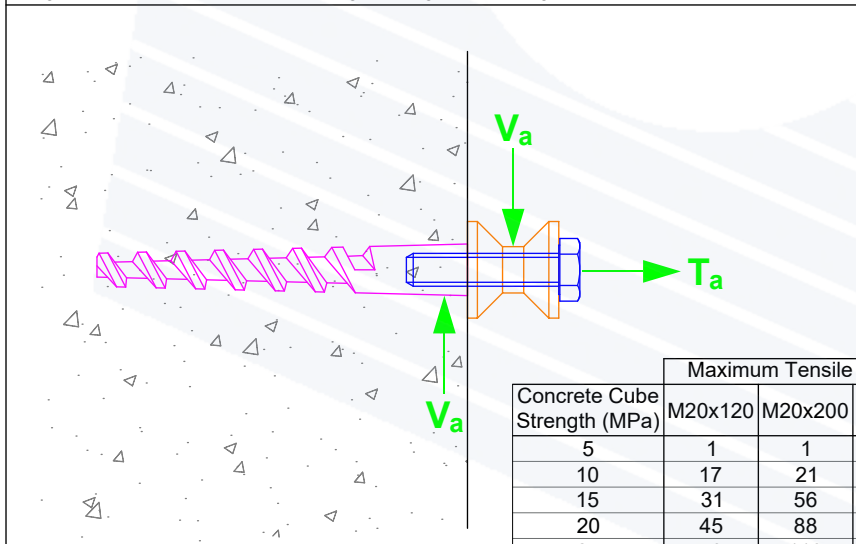 Va
Ta
Va
Maximum Tensile
Concrete Cube Strength (MPa) M20x120 M20x200
5 1 1
10 17 21
15 31 56
20 45 88